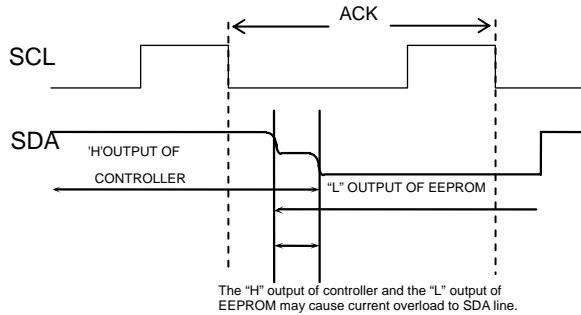 ACK
SCL
SDA
'H'OUTPUT OF
CONTROLLER
“L” OUTPUT OF EEPROM
The “H” output of controller and the “L” output of
EEPROM may cause current overload to SDA line.